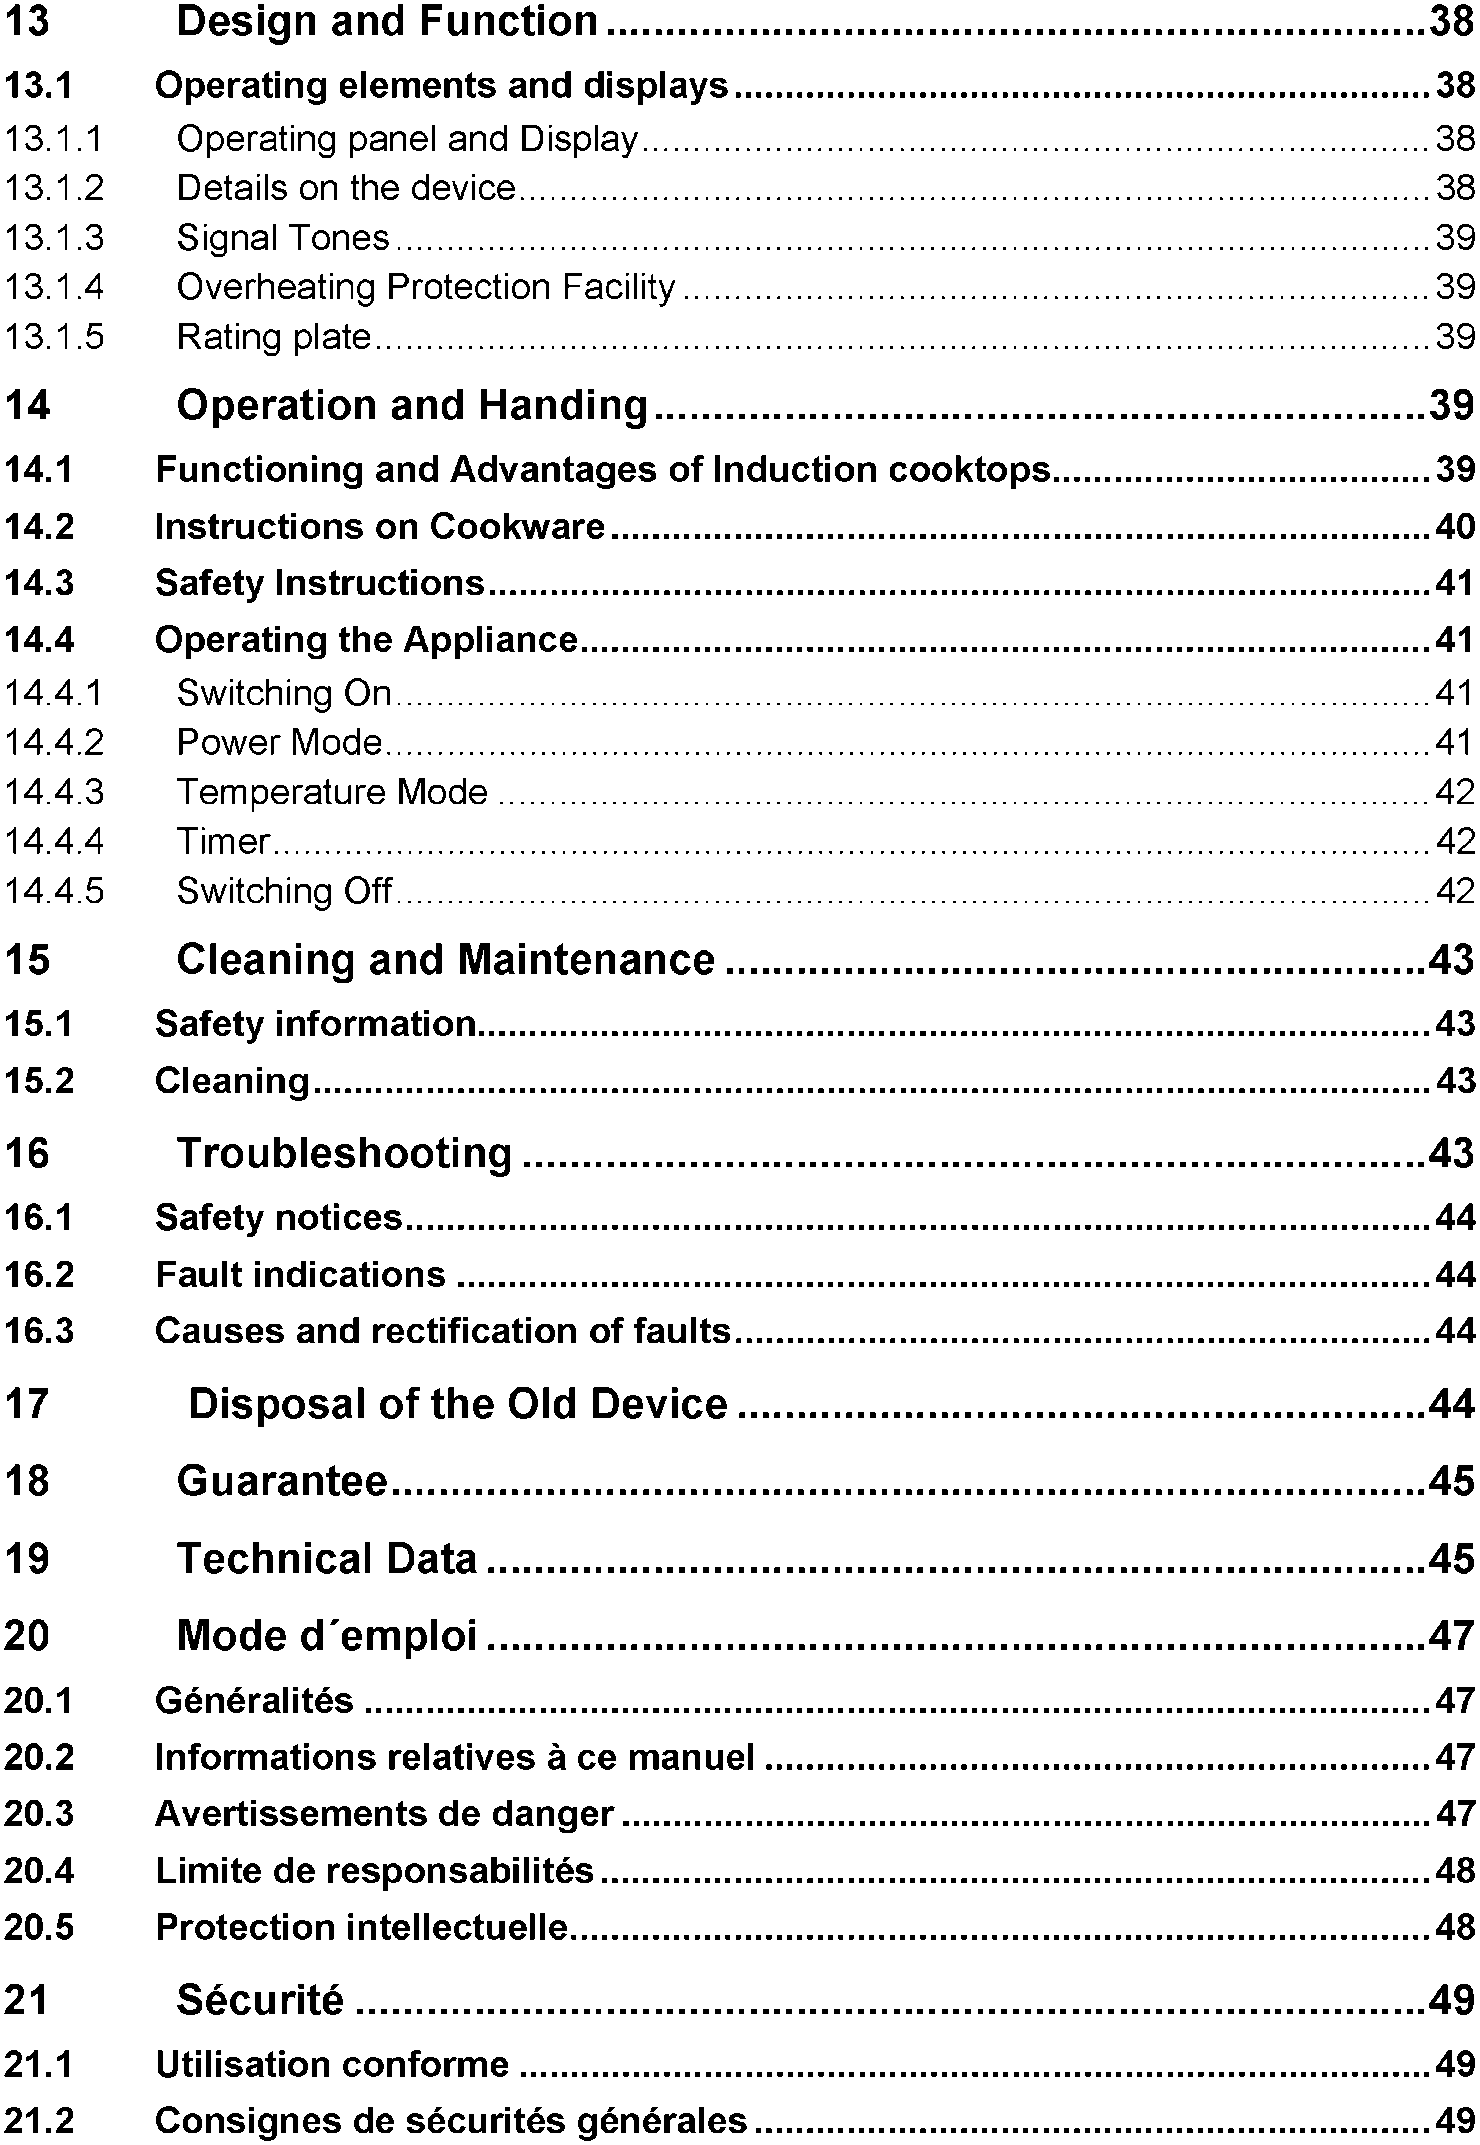 13 Design and Function ........ 38
13.1 Operating elements and displays ........ 38
13.1.1 Operating panel and Display ........ 38
13.1.2 Details on the device ........ 38
13.1.3 Signal Tones ........ 39
13.1.4 Overheating Protection Facility ........ 39
13.1.5 Rating plate ........ 39
14 Operation and Handing ........ 39
14.1 Functioning and Advantages of Induction cooktops ........ 39
14.2 Instructions on Cookware ........ 40
14.3 Safety Instructions ........ 41
14.4 Operating the Appliance ........ 41
14.4.1 Switching On ........ 41
14.4.2 Power Mode ........ 41
14.4.3 Temperature Mode ........ 42
14.4.4 Timer ........ 42
14.4.5 Switching Off ........ 42
15 Cleaning and Maintenance ........ 43
15.1 Safety information ........ 43
15.2 Cleaning ........ 43
16 Troubleshooting ........ 43
16.1 Safety notices ........ 44
16.2 Fault indications ........ 44
16.3 Causes and rectification of faults ........ 44
17 Disposal of the Old Device ........ 44
18 Guarantee ........ 45
19 Technical Data ........ 45
20 Mode d´emploi ........ 47
20.1 Généralités ........ 47
20.2 Informations relatives à ce manuel ........ 47
20.3 Avertissements de danger ........ 47
20.4 Limite de responsabilités ........ 48
20.5 Protection intellectuelle ........ 48
21 Sécurité ........ 49
21.1 Utilisation conforme ........ 49
21.2 Consignes de sécurités générales ........ 49